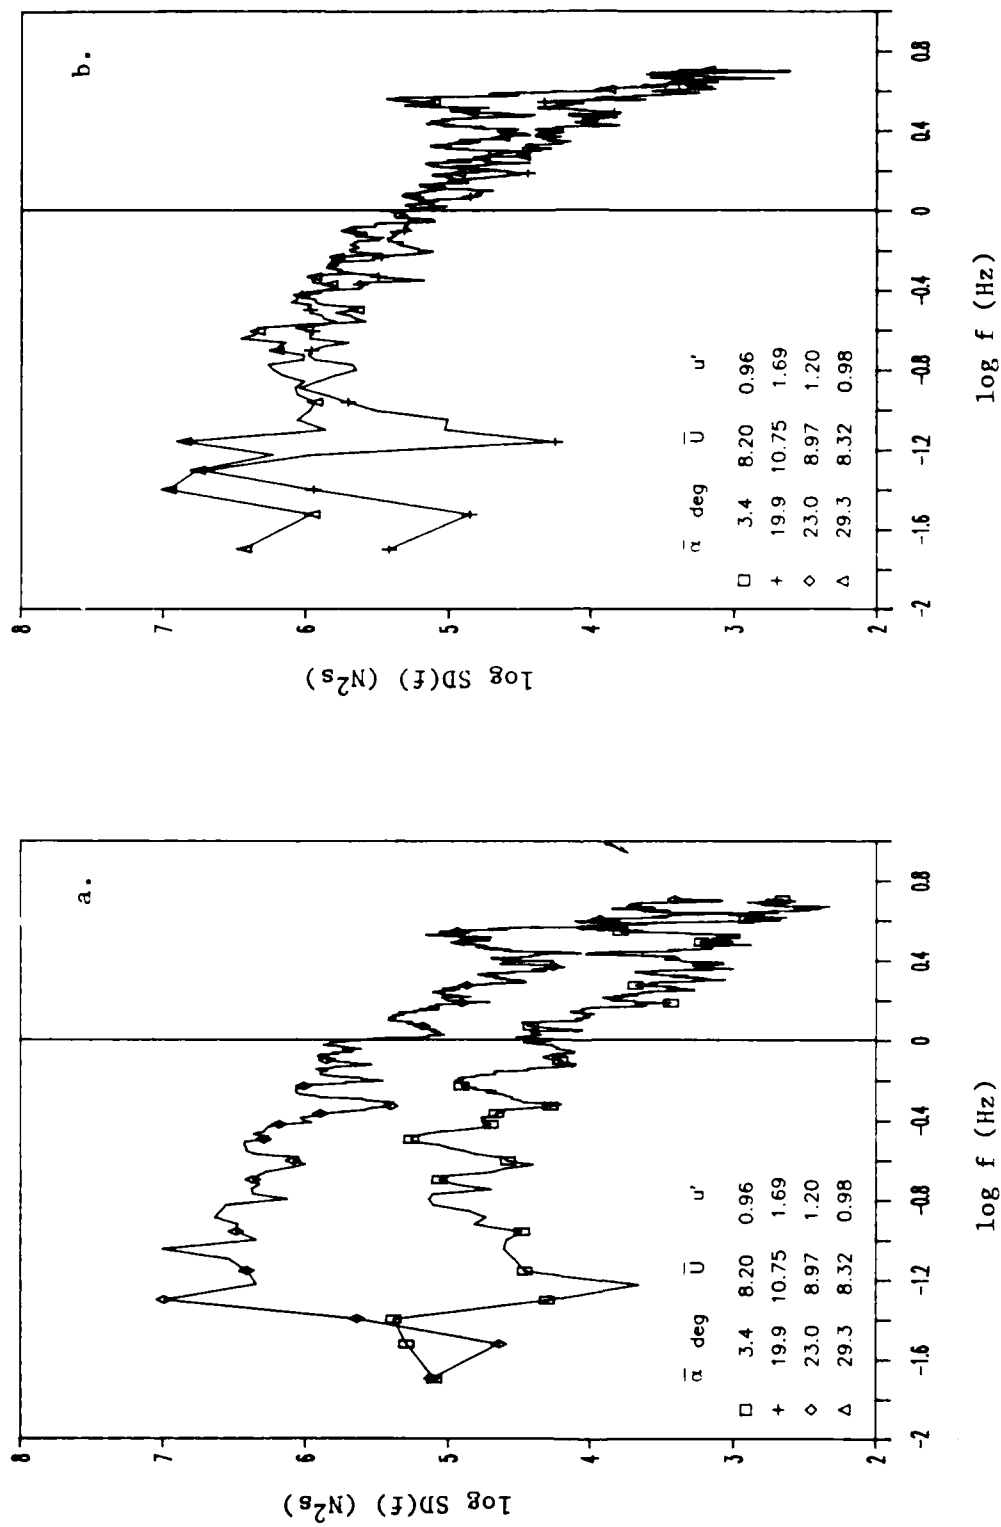 a.
log SD(f) (N²s)
8
7
6
5
4
3
2
-2
-1.6
-1.2
-0.8
-0.4
0
0.4
0.8
log f (Hz)
α̅ deg U̅ u'
□ 3.4 8.20 0.96
+ 19.9 10.75 1.69
◇ 23.0 8.97 1.20
△ 29.3 8.32 0.98
b.
log SD(f) (N²s)
8
7
6
5
4
3
2
-2
-1.6
-1.2
-0.8
-0.4
0
0.4
0.8
log f (Hz)
α̅ deg U̅ u'
□ 3.4 8.20 0.96
+ 19.9 10.75 1.69
◇ 23.0 8.97 1.20
△ 29.3 8.32 0.98